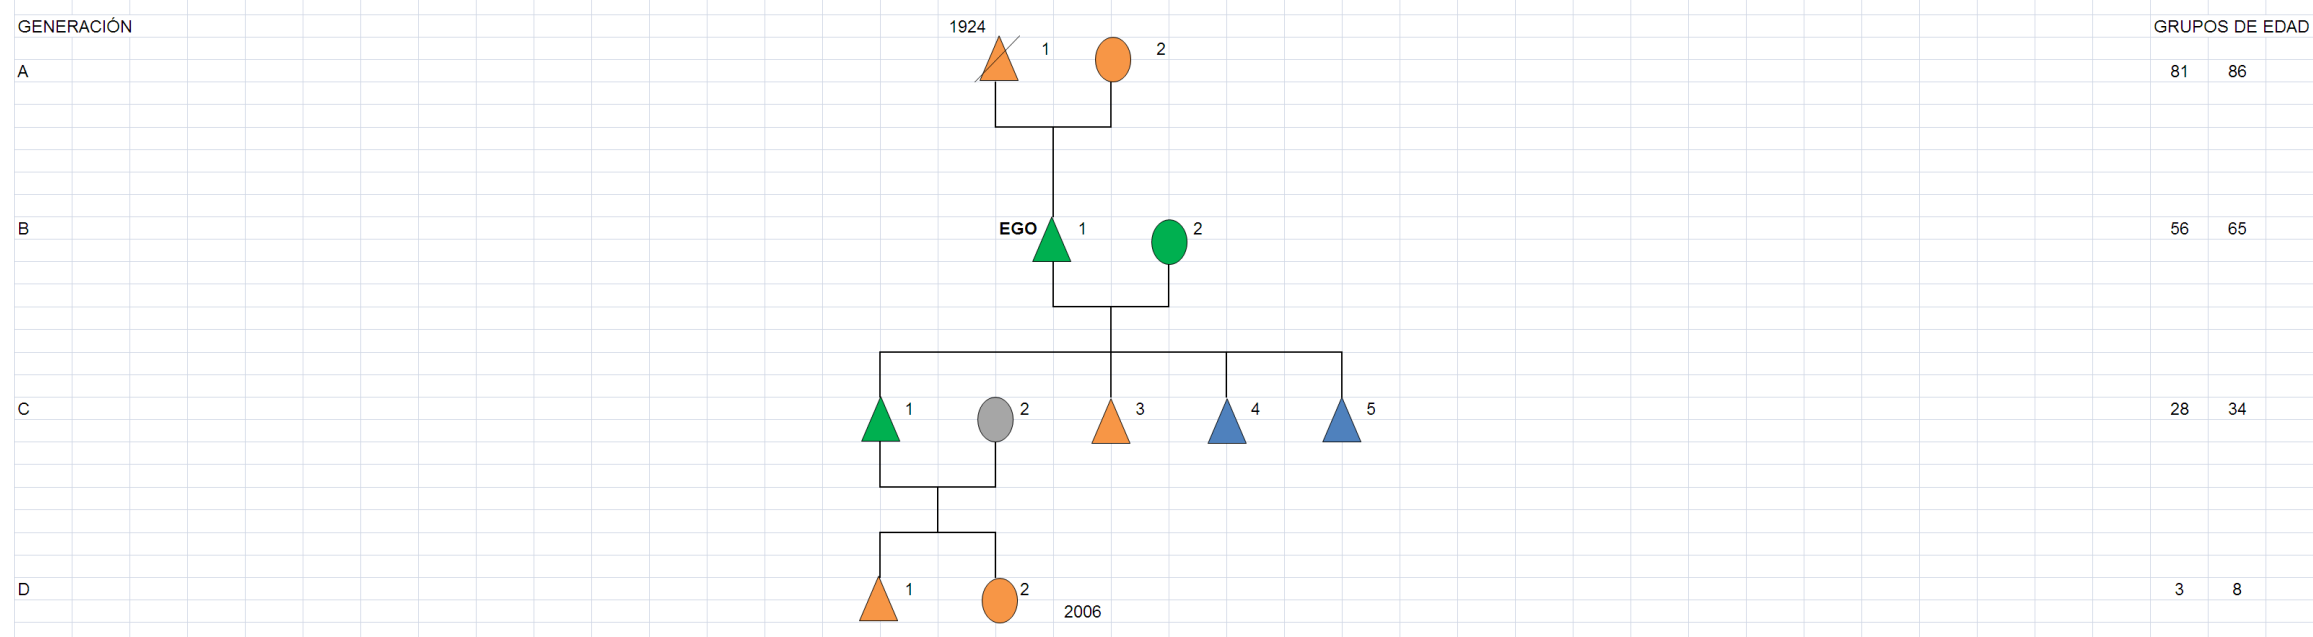 GENERACIÓN 1924 GRUPOS DE EDAD
1 2
A 81 86
B EGO 1 2 56 65
C 1 2 3 4 5 28 34
D 1 2 3 8
2006